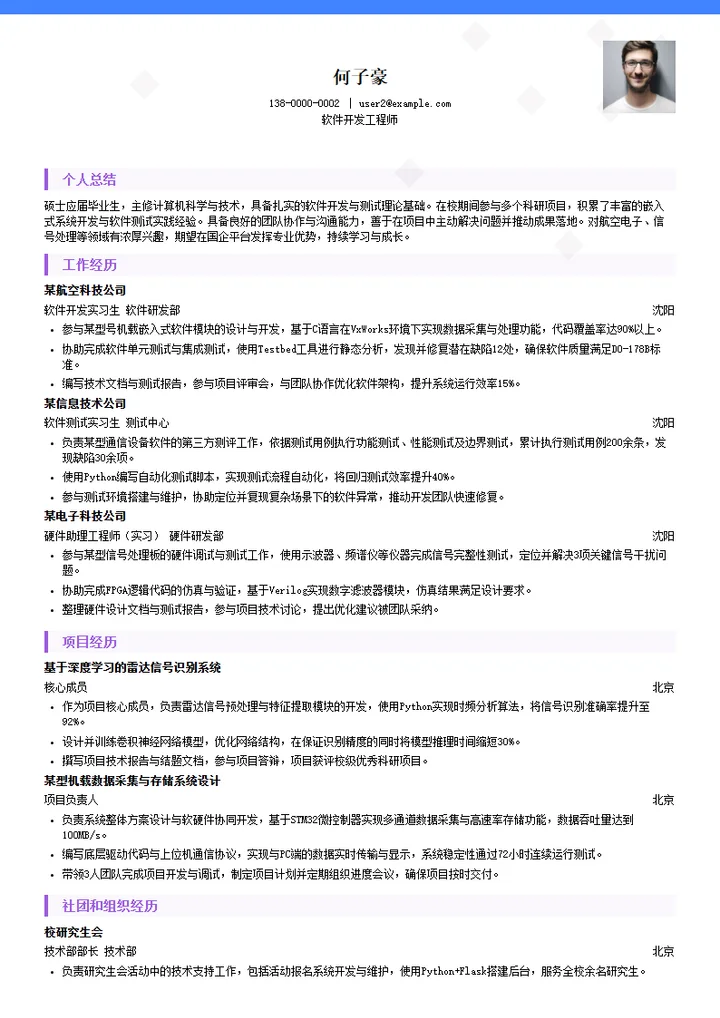 何子豪
138-0000-0002 | user2@example.com
软件开发工程师
个人总结
硕士应届毕业生，主修计算机科学与技术，具备扎实的软件开发与测试理论基础。在校期间参与多个科研项目，积累了丰富的嵌入
式系统开发与软件测试实践经验。具备良好的团队协作与沟通能力，善于在项目中主动解决问题并推动成果落地。对航空电子、信
号处理等领域有浓厚兴趣，期望在国企平台发挥专业优势，持续学习与成长。
工作经历
某航空科技公司
软件开发实习生 软件研发部 沈阳
• 参与某型号机载嵌入式软件模块的设计与开发，基于C语言在VxWorks环境下实现数据采集与处理功能，代码覆盖率达90%以上。
• 协助完成软件单元测试与集成测试，使用Testbed工具进行静态分析，发现并修复潜在缺陷12处，确保软件质量满足DO-178B标
准。
• 编写技术文档与测试报告，参与项目评审会，与团队协作优化软件架构，提升系统运行效率15%。
某信息技术公司
软件测试实习生 测试中心 沈阳
• 负责某型通信设备软件的第三方测评工作，依据测试用例执行功能测试、性能测试及边界测试，累计执行测试用例200余条，发
现缺陷30余项。
• 使用Python编写自动化测试脚本，实现测试流程自动化，将回归测试效率提升40%。
• 参与测试环境搭建与维护，协助定位并复现复杂场景下的软件异常，推动开发团队快速修复。
某电子科技公司
硬件助理工程师（实习） 硬件研发部 沈阳
• 参与某型信号处理板的硬件调试与测试工作，使用示波器、频谱仪等仪器完成信号完整性测试，定位并解决3项关键信号干扰问
题。
• 协助完成FPGA逻辑代码的仿真与验证，基于Verilog实现数字滤波器模块，仿真结果满足设计要求。
• 整理硬件设计文档与测试报告，参与项目技术讨论，提出优化建议被团队采纳。
项目经历
基于深度学习的雷达信号识别系统
核心成员 北京
• 作为项目核心成员，负责雷达信号预处理与特征提取模块的开发，使用Python实现时频分析算法，将信号识别准确率提升至
92%。
• 设计并训练卷积神经网络模型，优化网络结构，在保证识别精度的同时将模型推理时间缩短30%。
• 撰写项目技术报告与结题文档，参与项目答辩，项目获评校级优秀科研项目。
某型机载数据采集与存储系统设计
项目负责人 北京
• 负责系统整体方案设计与软硬件协同开发，基于STM32微控制器实现多通道数据采集与高速率存储功能，数据吞吐量达到
100MB/s。
• 编写底层驱动代码与上位机通信协议，实现与PC端的数据实时传输与显示，系统稳定性通过72小时连续运行测试。
• 带领3人团队完成项目开发与调试，制定项目计划并定期组织进度会议，确保项目按时交付。
社团和组织经历
校研究生会
技术部部长 技术部 北京
• 负责研究生会活动中的技术支持工作，包括活动报名系统开发与维护，使用Python+Flask搭建后台，服务全校余名研究生。